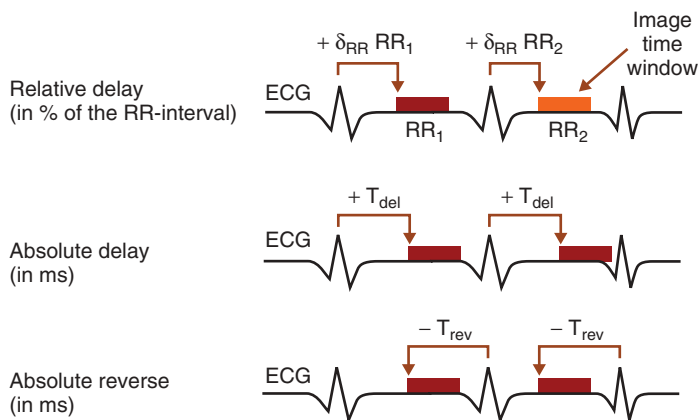 Relative delay
(in % of the RR-interval)
ECG
+ δRR RR1
+ δRR RR2
Image
time
window
RR1
RR2
Absolute delay
(in ms)
ECG
+ Tdel
+ Tdel
Absolute reverse
(in ms)
ECG
− Trev
− Trev